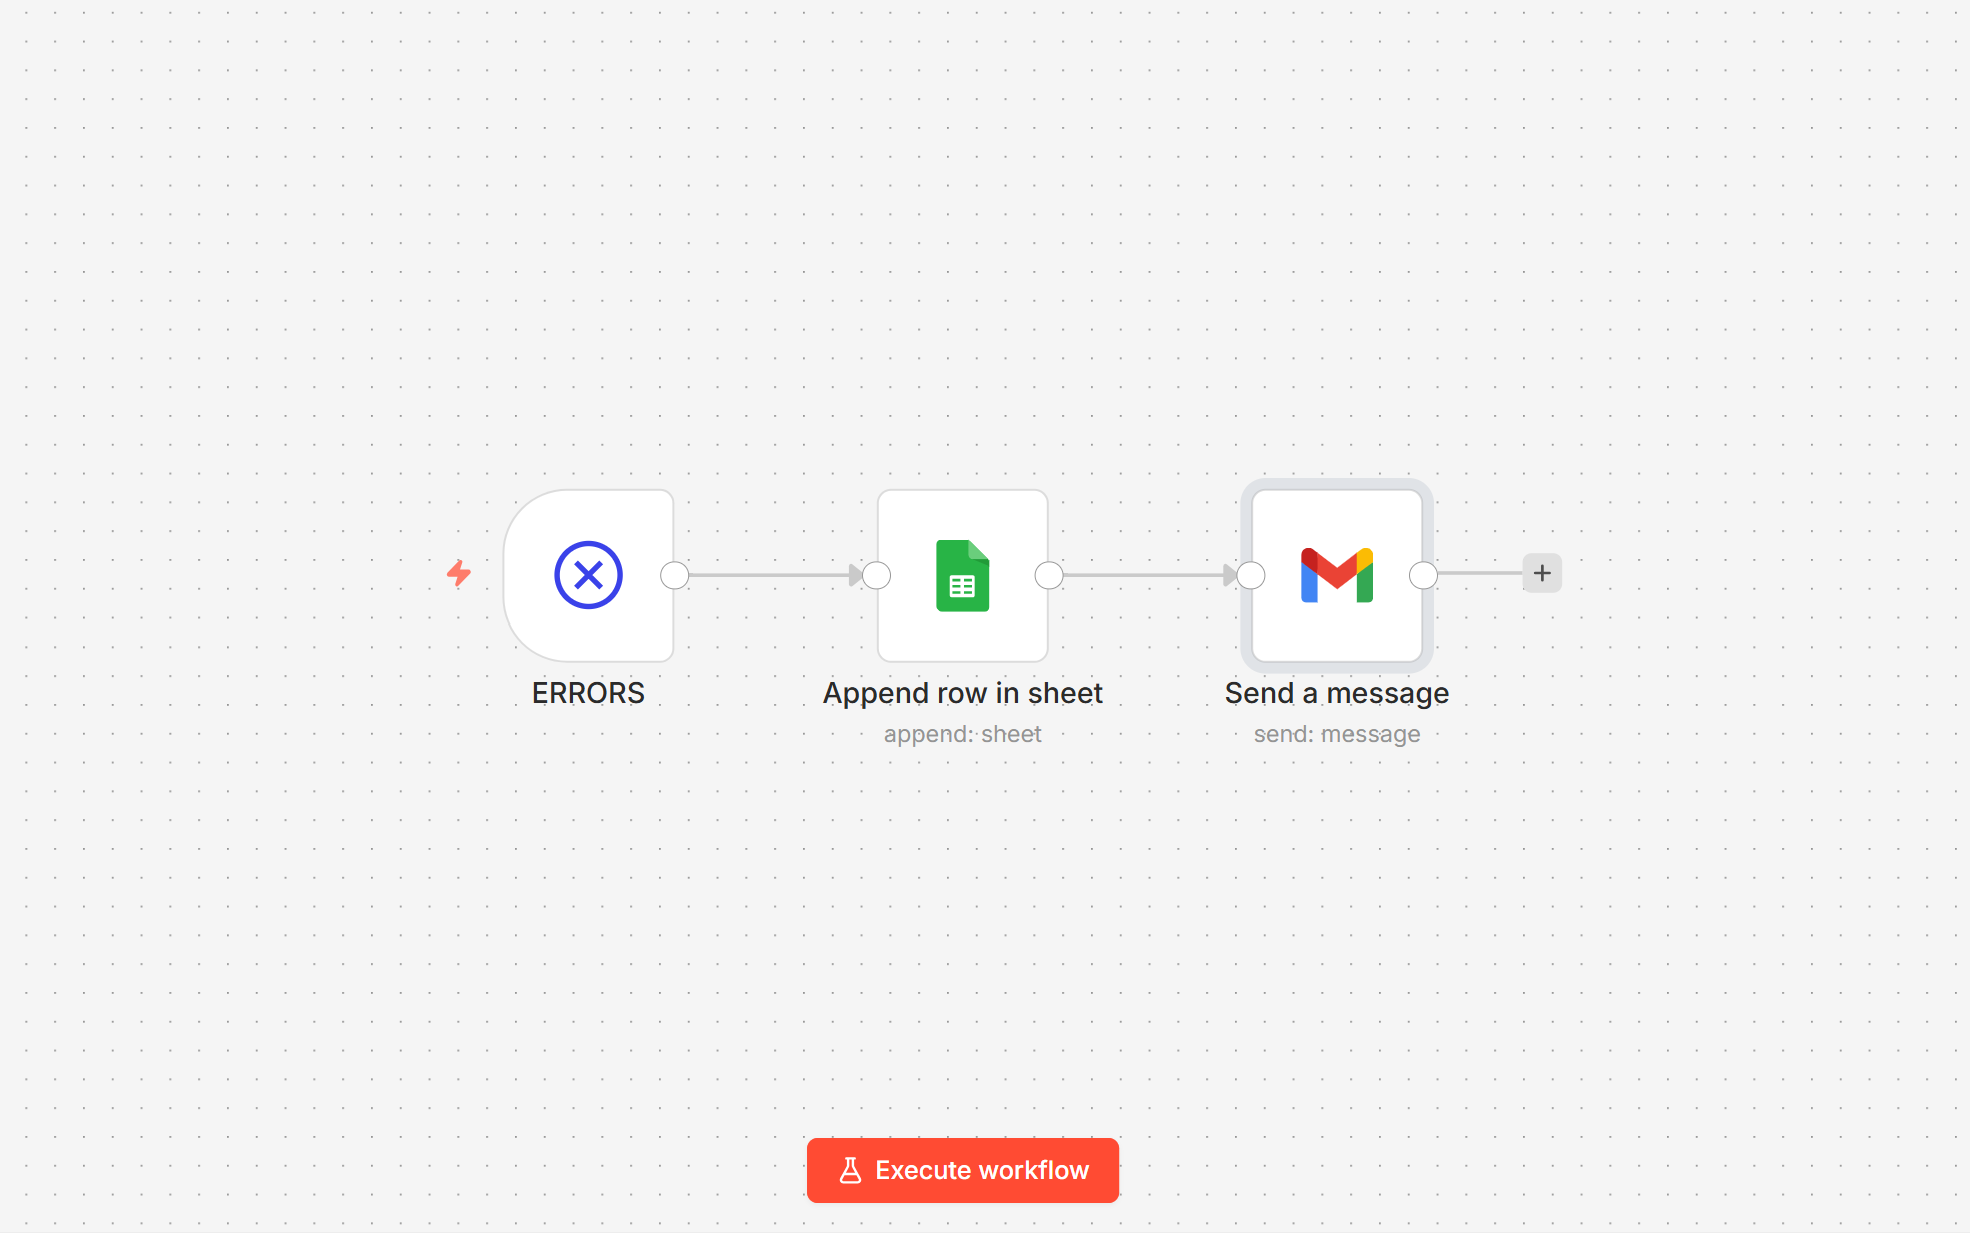 ERRORS
Append row in sheet
append: sheet
Send a message
send: message
Execute workflow